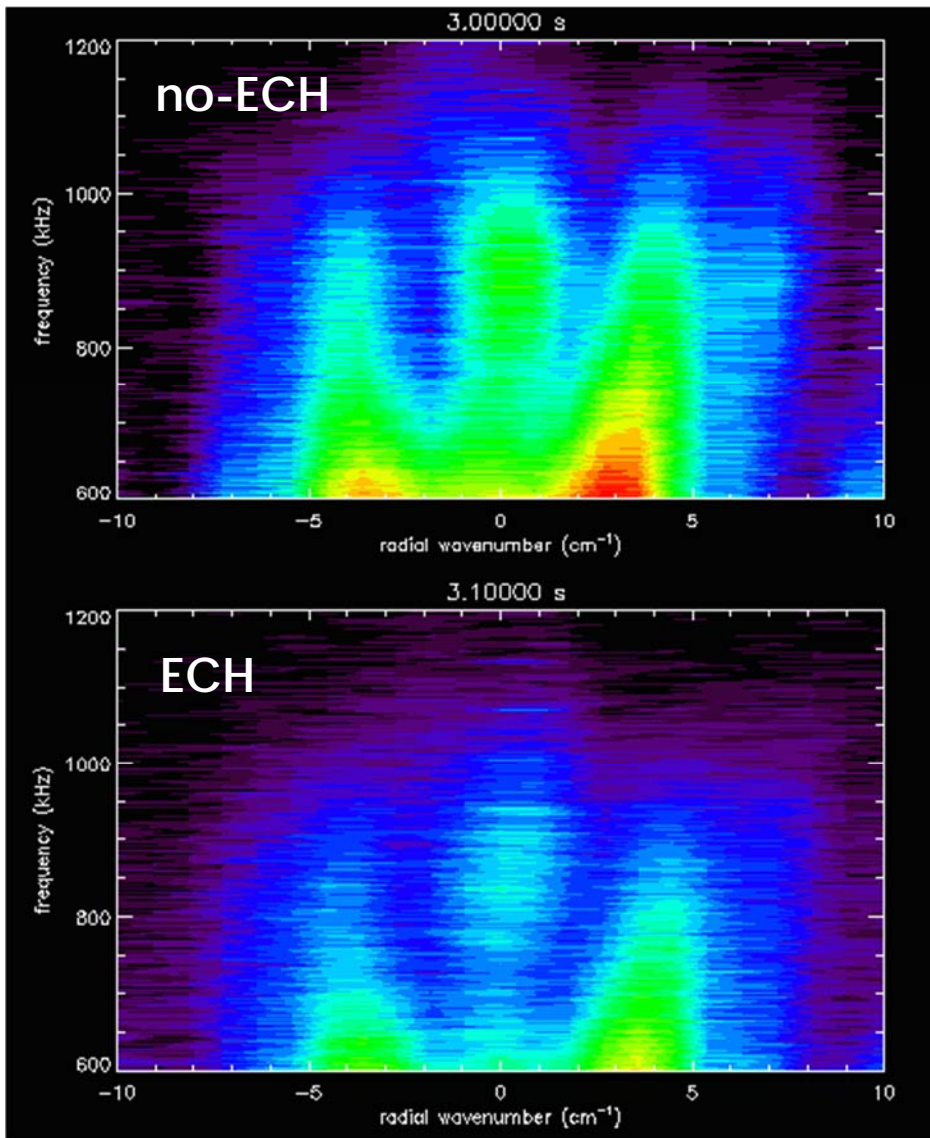 3.00000 s
no-ECH
1200
1000
800
600
frequency (kHz)
−10 −5 0 5 10
radial wavenumber (cm⁻¹)
3.10000 s
ECH
1200
1000
800
600
frequency (kHz)
−10 −5 0 5 10
radial wavenumber (cm⁻¹)